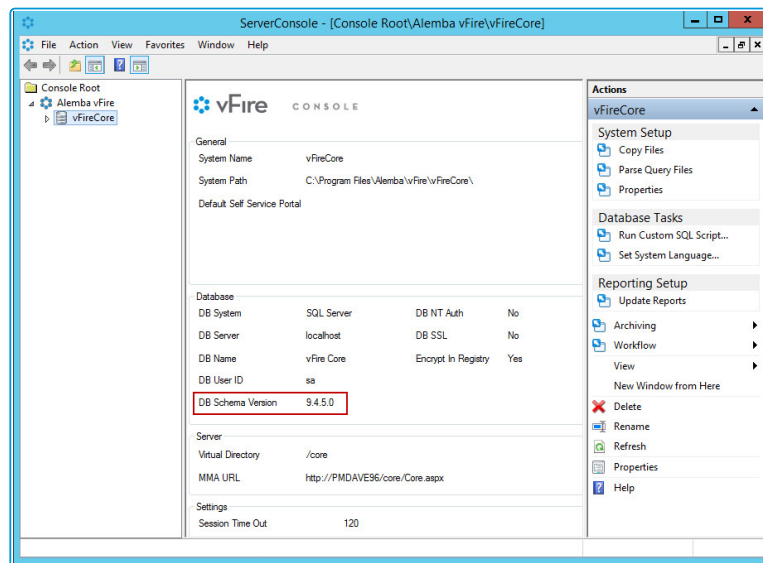 ServerConsole - [Console Root\Alemba vFire\vFireCore]
File Action View Favorites Window Help
Console Root
Alemba vFire
vFireCore
vFire CONSOLE
General
System Name vFireCore
System Path C:\Program Files\Alemba\vFire\vFireCore\
Default Self Service Portal
Database
DB System SQL Server DB NT Auth No
DB Server localhost DB SSL No
DB Name vFire Core Encrypt In Registry Yes
DB User ID sa
DB Schema Version 9.4.5.0
Server
Virtual Directory /core
MMA URL http://PMDAVE96/core/Core.aspx
Settings
Session Time Out 120
Actions
vFireCore
System Setup
Copy Files
Parse Query Files
Properties
Database Tasks
Run Custom SQL Script...
Set System Language...
Reporting Setup
Update Reports
Archiving
Workflow
View
New Window from Here
Delete
Rename
Refresh
Properties
Help